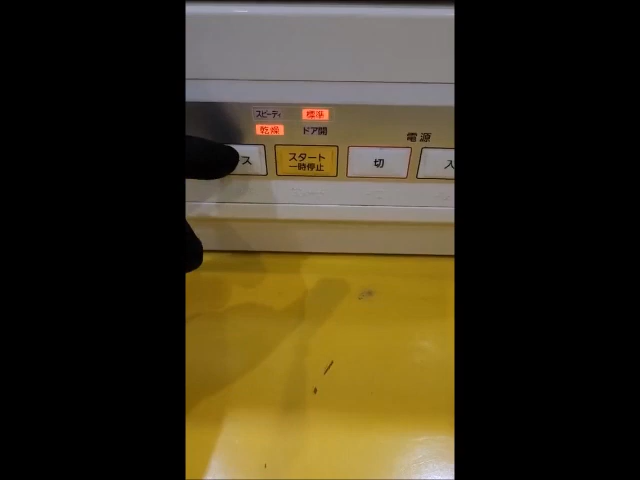 スピーディ 標準
乾燥 ドア開
電源
ス
スタート
一時停止
切
入